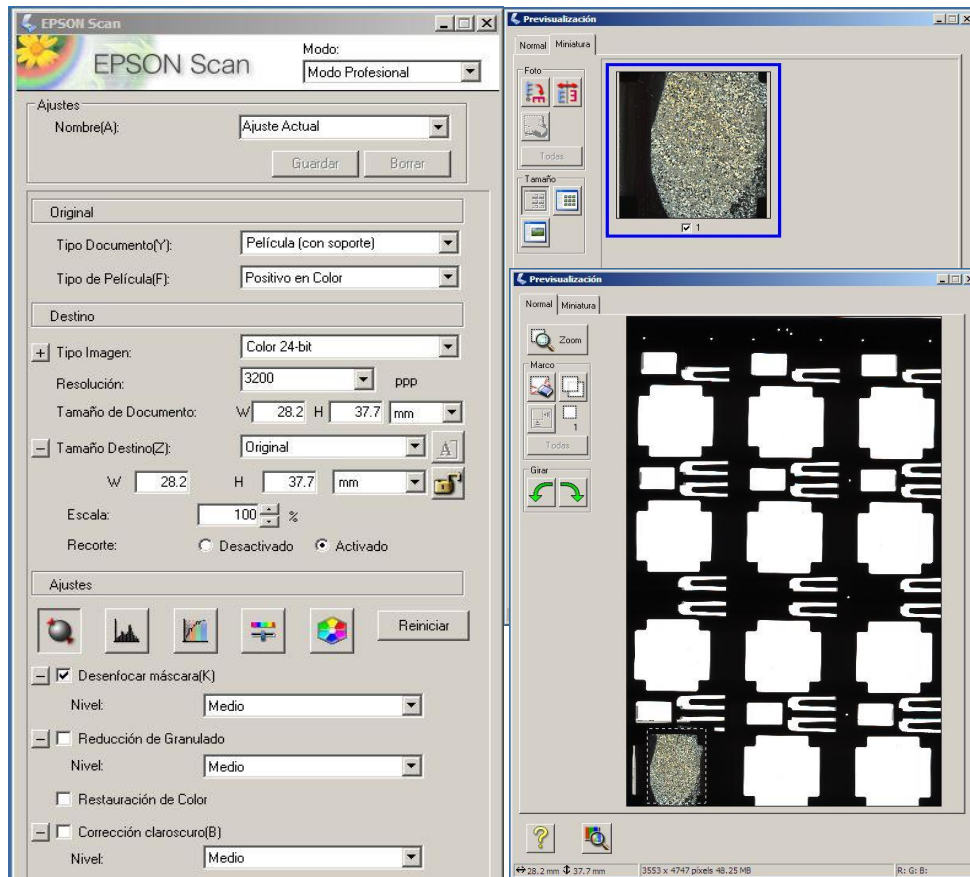 EPSON Scan
EPSON Scan
Modo:
Modo Profesional
Ajustes
Nombre(A):
Ajuste Actual
Guardar
Borrar
Original
Tipo Documento(Y):
Película (con soporte)
Tipo de Película(F):
Positivo en Color
Destino
Tipo Imagen:
Color 24-bit
Resolución:
3200
ppp
Tamaño de Documento:
W 28.2 H 37.7 mm
Tamaño Destino(Z):
Original
W 28.2 H 37.7 mm
Escala:
100 %
Recorte:
Desactivado
Activado
Ajustes
Reiniciar
Desenfocar máscara(K)
Nivel:
Medio
Reducción de Granulado
Nivel:
Medio
Restauración de Color
Corrección claroscuro(B)
Nivel:
Medio
Previsualización
Normal
Miniatura
Foto
Todas
Tamaño
1
Previsualización
Normal
Miniatura
Zoom
Marco
1
Todas
Girar
28.2 mm 37.7 mm
3553 x 4747 pixels 48.25 MB
R: G: B: